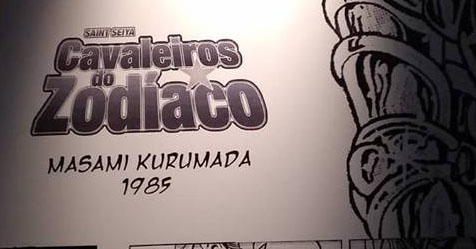 SAINT SEIYA
Cavaleiros
do
Zodíaco
MASAMI KURUMADA
1985